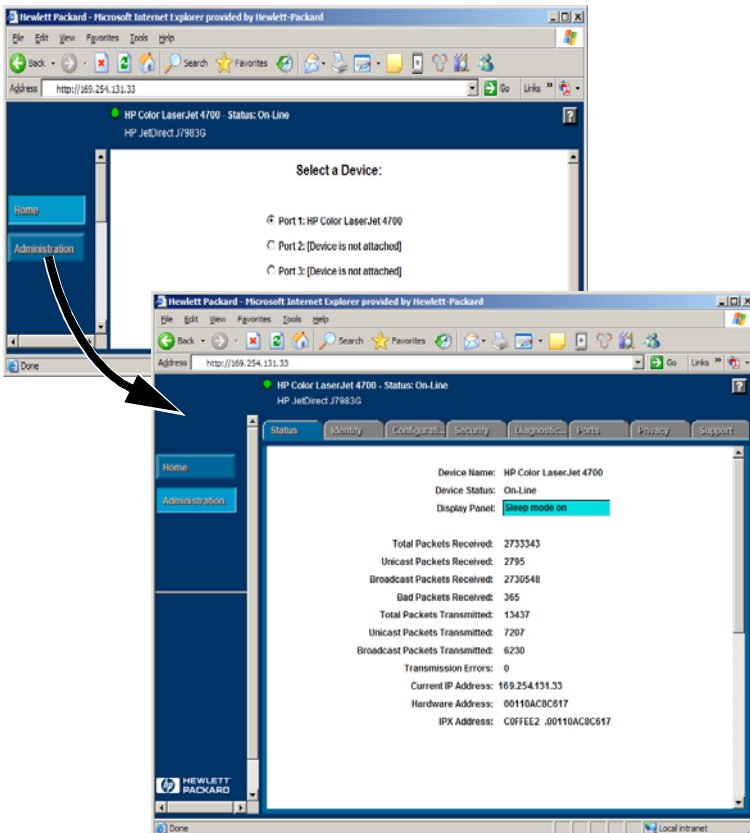 Hewlett Packard - Microsoft Internet Explorer provided by Hewlett-Packard
File Edit View Favorites Tools Help
Back Search Favorites
Address http://169.254.131.33 Go Links »
HP Color LaserJet 4700 - Status: On-Line ?
HP JetDirect J7983G
Select a Device:
Home
Administration
Port 1: HP Color LaserJet 4700
Port 2: [Device is not attached]
Port 3: [Device is not attached]
Done
Hewlett Packard - Microsoft Internet Explorer provided by Hewlett-Packard
File Edit View Favorites Tools Help
Back Search Favorites
Address http://169.254.131.33 Go Links »
HP Color LaserJet 4700 - Status: On-Line ?
HP JetDirect J7983G
Status Identity Configurati... Security Diagnostic... Ports Privacy Support
Home
Administration
Device Name: HP Color LaserJet 4700
Device Status: On-Line
Display Panel: Sleep mode on
Total Packets Received: 2733343
Unicast Packets Received: 2795
Broadcast Packets Received: 2730548
Bad Packets Received: 365
Total Packets Transmitted: 13437
Unicast Packets Transmitted: 7207
Broadcast Packets Transmitted: 6230
Transmission Errors: 0
Current IP Address: 169.254.131.33
Hardware Address: 00110AC8C617
IPX Address: C0FFEE2 .00110AC8C617
hp HEWLETT
PACKARD
Done Local intranet